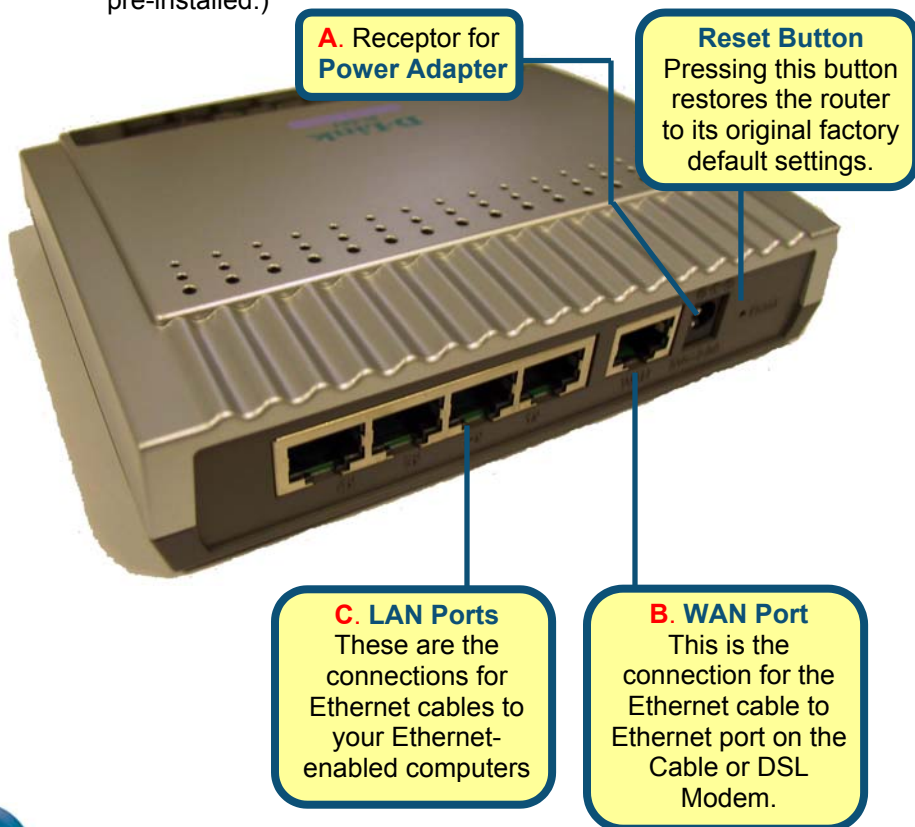 pre-installed.)
A. Receptor for
Power Adapter
Reset Button
Pressing this button
restores the router
to its original factory
default settings.
D-Link
WAN
C. LAN Ports
These are the
connections for
Ethernet cables to
your Ethernet-
enabled computers
B. WAN Port
This is the
connection for the
Ethernet cable to
Ethernet port on the
Cable or DSL
Modem.